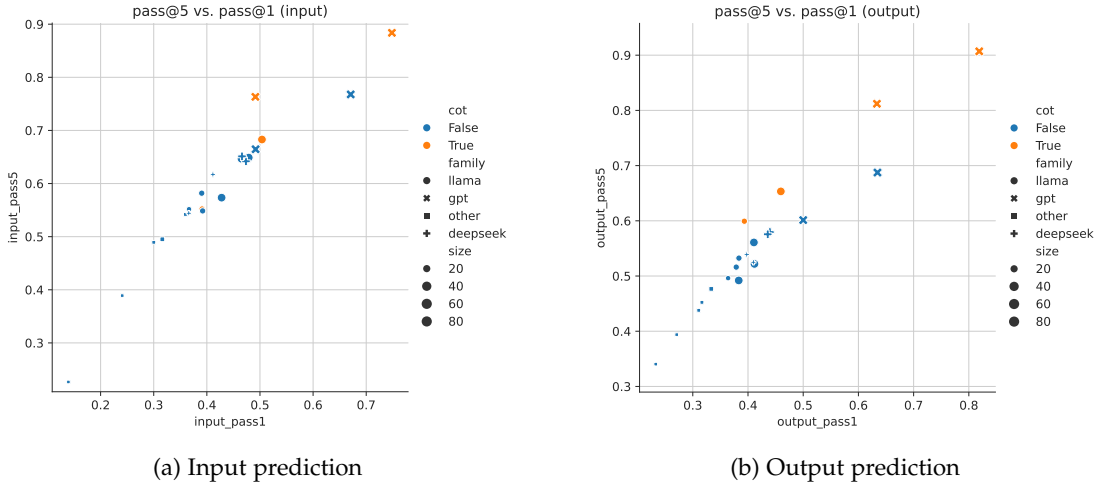 pass@5 vs. pass@1 (input)
0.9
0.8
0.7
0.6
0.5
0.4
0.3
input_pass5
0.2
0.3
0.4
0.5
0.6
0.7
input_pass1
cot
False
True
family
llama
gpt
other
deepseek
size
20
40
60
80
(a) Input prediction
pass@5 vs. pass@1 (output)
0.9
0.8
0.7
0.6
0.5
0.4
0.3
output_pass5
0.3
0.4
0.5
0.6
0.7
0.8
output_pass1
cot
False
True
family
llama
gpt
other
deepseek
size
20
40
60
80
(b) Output prediction